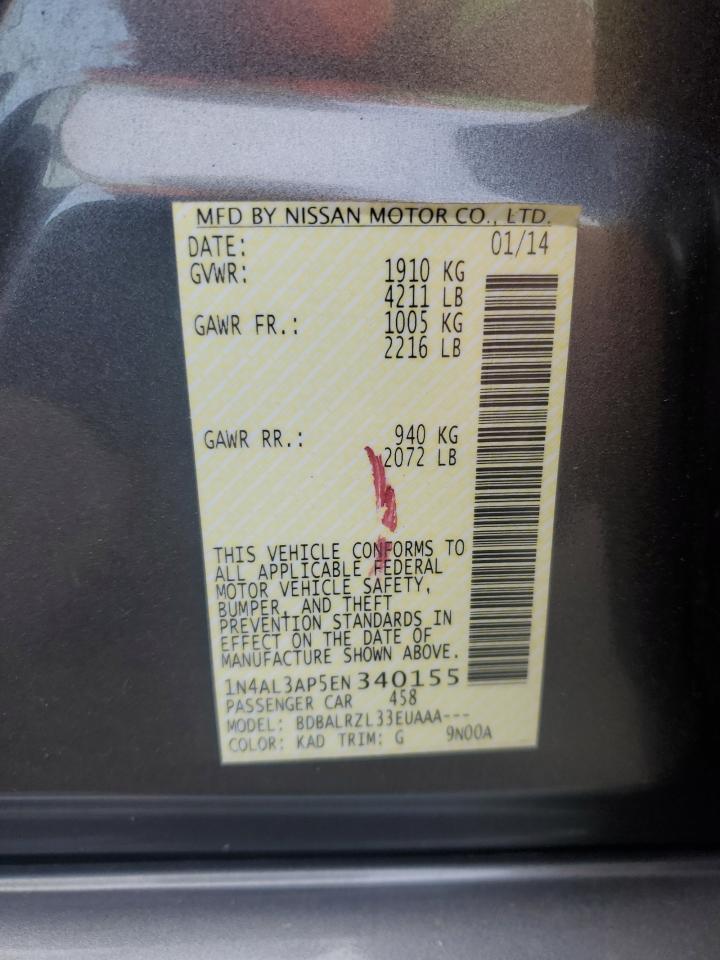 MFD BY NISSAN MOTOR CO., LTD.
DATE: 01/14
GVWR: 1910 KG
4211 LB
GAWR FR.: 1005 KG
2216 LB
GAWR RR.: 940 KG
2072 LB
THIS VEHICLE CONFORMS TO
ALL APPLICABLE FEDERAL
MOTOR VEHICLE SAFETY,
BUMPER, AND THEFT
PREVENTION STANDARDS IN
EFFECT ON THE DATE OF
MANUFACTURE SHOWN ABOVE.
1N4AL3AP5EN 340155
PASSENGER CAR 458
MODEL: BDBALRZL33EUAAA---
COLOR: KAD TRIM: G 9N00A